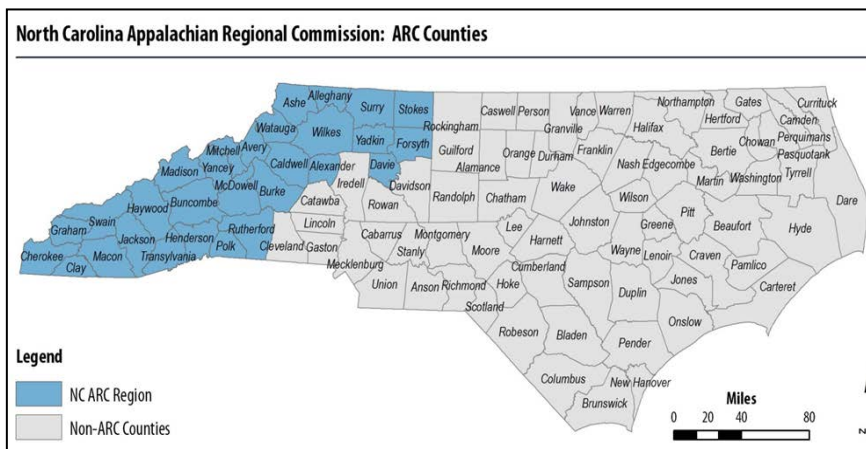 North Carolina Appalachian Regional Commission: ARC Counties
Alleghany
Ashe
Surry
Stokes
Northampton
Gates
Currituck
Caswell
Person
Vance
Warren
Camden
Hertford
Watauga
Wilkes
Rockingham
Granville
Halifax
Perquimans
Chowan
Mitchell
Avery
Yadkin
Forsyth
Guilford
Orange
Durham
Franklin
Bertie
Pasquotank
Madison
Yancey
Caldwell
Alexander
Davie
Alamance
Nash
Edgecombe
Martin
Washington
Tyrrell
McDowell
Burke
Iredell
Davidson
Wake
Dare
Haywood
Buncombe
Catawba
Rowan
Randolph
Chatham
Wilson
Pitt
Swain
Lincoln
Greene
Beaufort
Hyde
Graham
Jackson
Henderson
Rutherford
Cabarrus
Montgomery
Lee
Harnett
Johnston
Wayne
Lenoir
Craven
Cherokee
Macon
Transylvania
Polk
Cleveland
Gaston
Stanly
Moore
Pamlico
Clay
Mecklenburg
Cumberland
Sampson
Jones
Union
Anson
Richmond
Hoke
Duplin
Carteret
Scotland
Robeson
Bladen
Onslow
Pender
Columbus
New Hanover
Brunswick
Legend
NC ARC Region
Non-ARC Counties
Miles
0 20 40 80